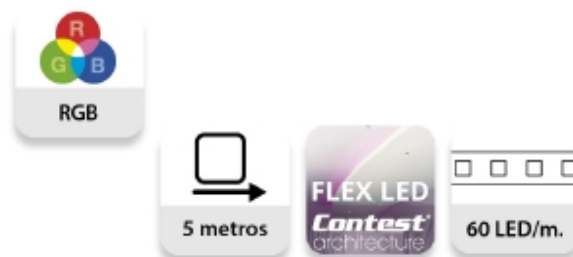 R
G B
RGB
5 metros
FLEX LED
Contest
architecture
60 LED/m.